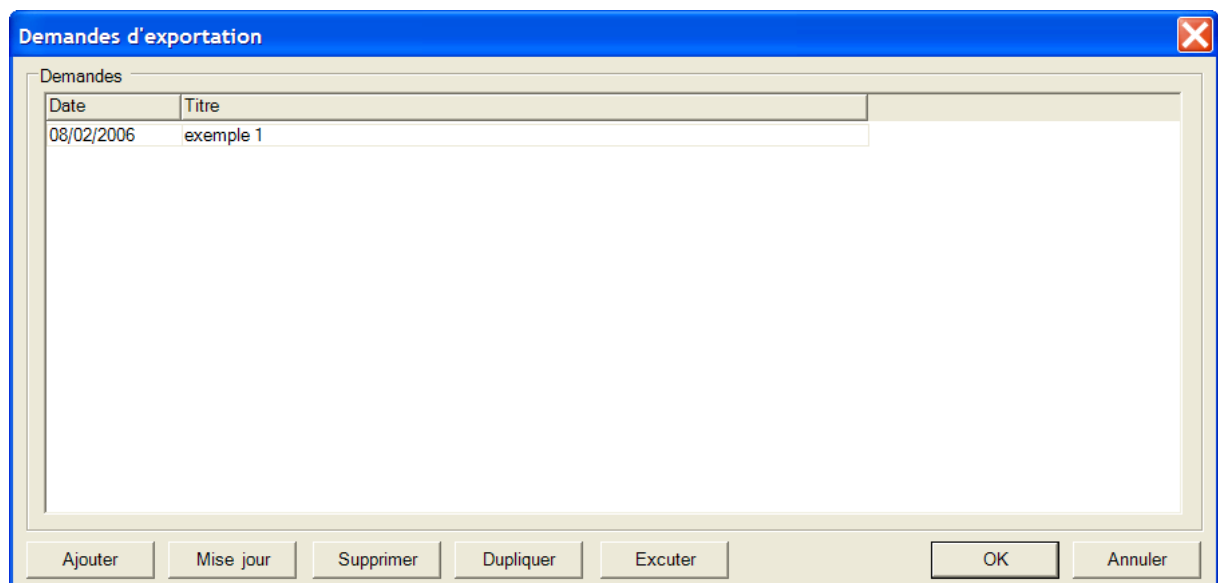 Demandes d'exportation
Demandes
Date Titre
08/02/2006 exemple 1
Ajouter Mise jour Supprimer Dupliquer Excuter OK Annuler